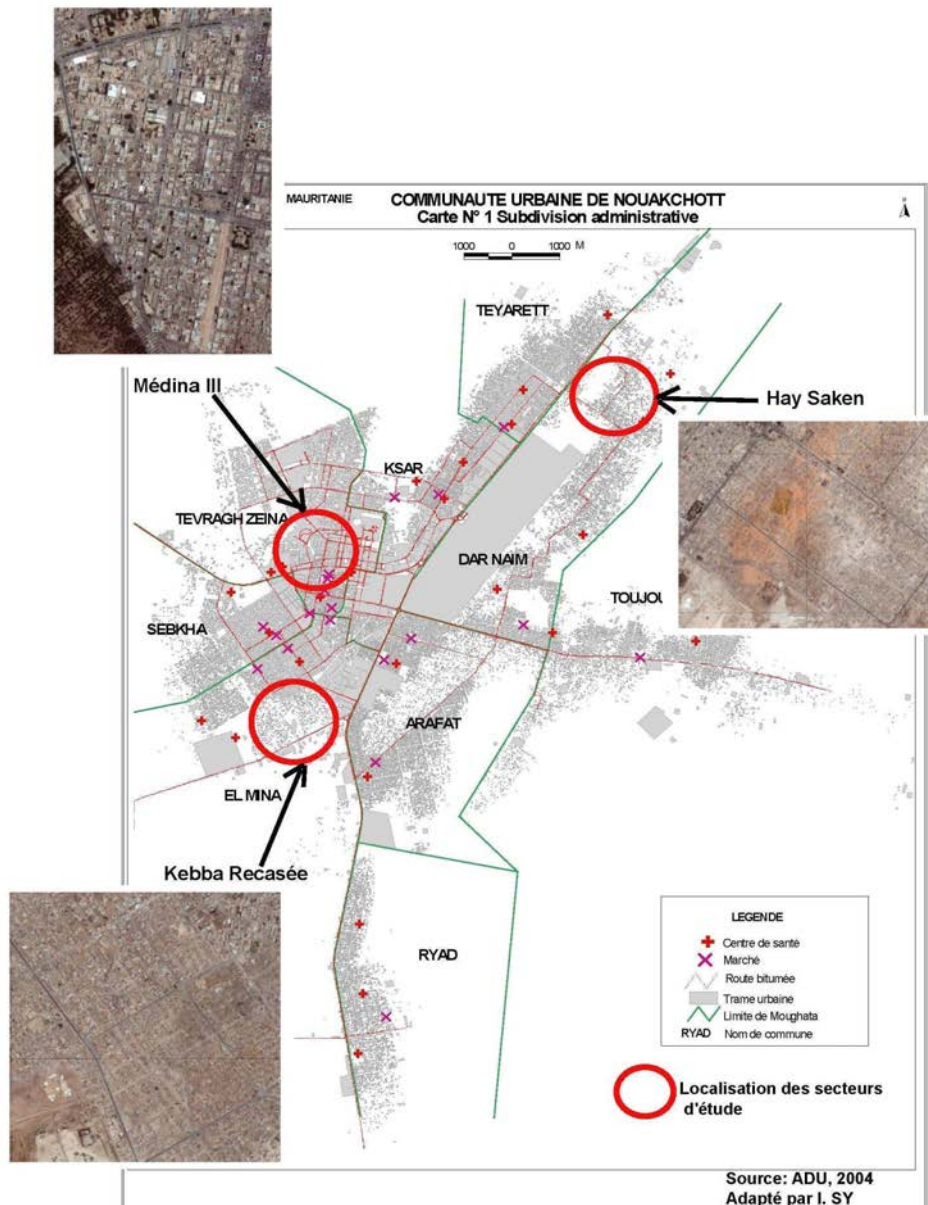 MAURITANIE
COMMUNAUTE URBAINE DE NOUAKCHOTT
Carte N° 1 Subdivision administrative
1000 0 1000 M
TEYARETT
Médina III
Hay Saken
KSAR
TEVRAGH ZEINA
DAR NAIM
TOUJOU
SEBKHA
ARAFAT
EL MINA
Kebba Recasée
RYAD
LEGENDE
Centre de santé
Marché
Route bitumée
Trame urbaine
Limite de Moughata
RYAD Nom de commune
Localisation des secteurs
d'étude
Source: ADU, 2004
Adapté par I. SY